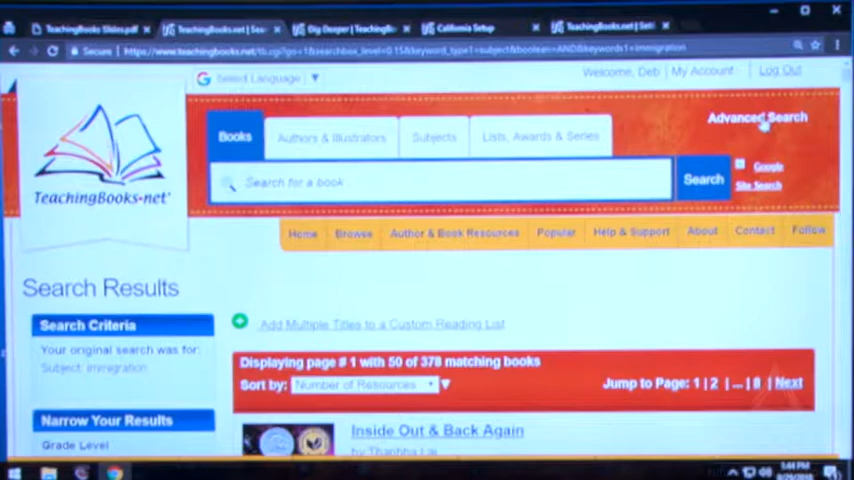 TeachingBooks Slides.pdf
TeachingBooks.net | Sea
Dig Deeper | TeachingB
California Setup
TeachingBooks.net | Set
Secure
https://www.teachingbooks.net/tb.cgi?go=1&searchbox_level=0.15&keyword_type1=subject&boolean=AND&keywords1=immigration
Select Language ▼
Welcome, Deb | My Account
Log Out
Advanced Search
Books
Authors & Illustrators
Subjects
Lists, Awards & Series
Search for a book
Search
Google
Site Search
TeachingBooks.net
Home
Browse
Author & Book Resources
Popular
Help & Support
About
Contact
Follow
Search Results
Search Criteria
Your original search was for:
Subject: immigration
Add Multiple Titles to a Custom Reading List
Displaying page # 1 with 50 of 378 matching books
Sort by: Number of Resources
Jump to Page: 1 | 2 | ... | 8 | Next
Narrow Your Results
Grade Level
Inside Out & Back Again
by Thanhha Lai
1:44 PM